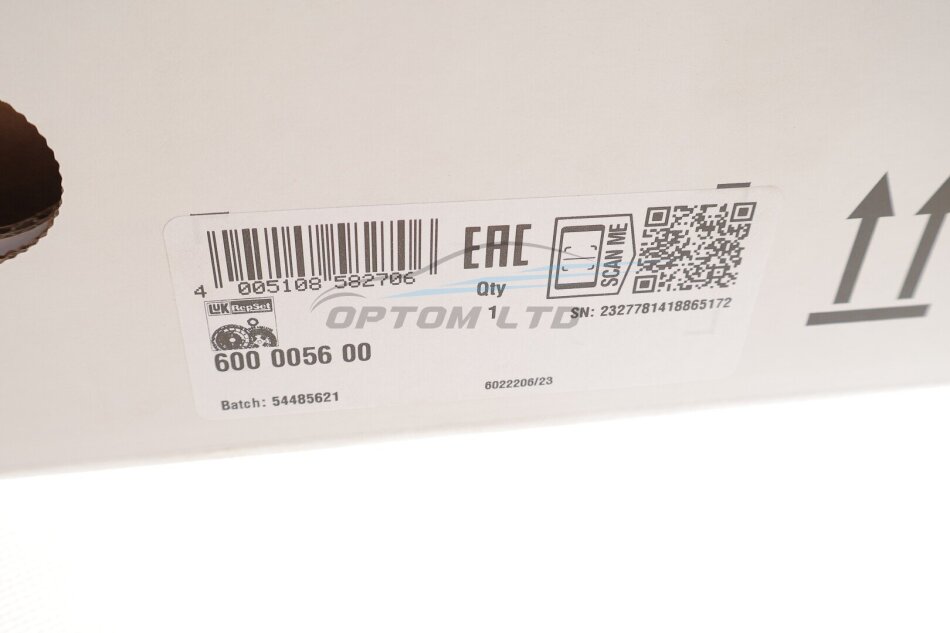 4 005108 582706
EAC
SCAN ME
Qty
1
SN: 2327781418865172
LUK RepSet
OPTOM LTD
600 0056 00
Batch: 54485621
6022206/23